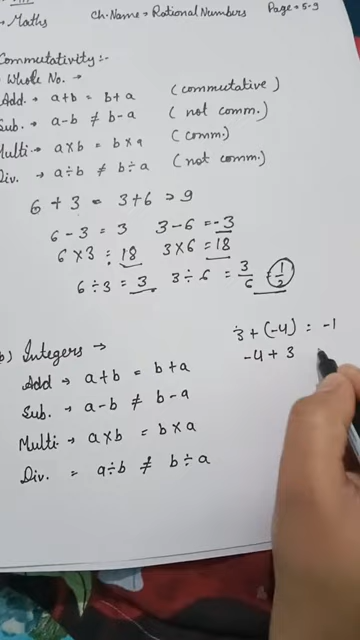 Maths Ch. Name → Rational Numbers Page → 5-9
Commutativity :-
Whole No. →
Add. → a+b = b+a (commutative)
Sub. → a-b ≠ b-a (not comm.)
Multi → a×b = b×a (comm.)
Div. → a÷b ≠ b÷a (not comm.)
6 + 3 = 3+6 = 9
6-3 = 3 3-6 = -3
6×3 = 18 3×6 = 18
6÷3 = 3 3÷6 = 3/6 = 1/2
b) Integers →
3+(-4) = -1
-4+3
Add → a+b = b+a
Sub. → a-b ≠ b-a
Multi → a×b = b×a
Div. = a÷b ≠ b÷a